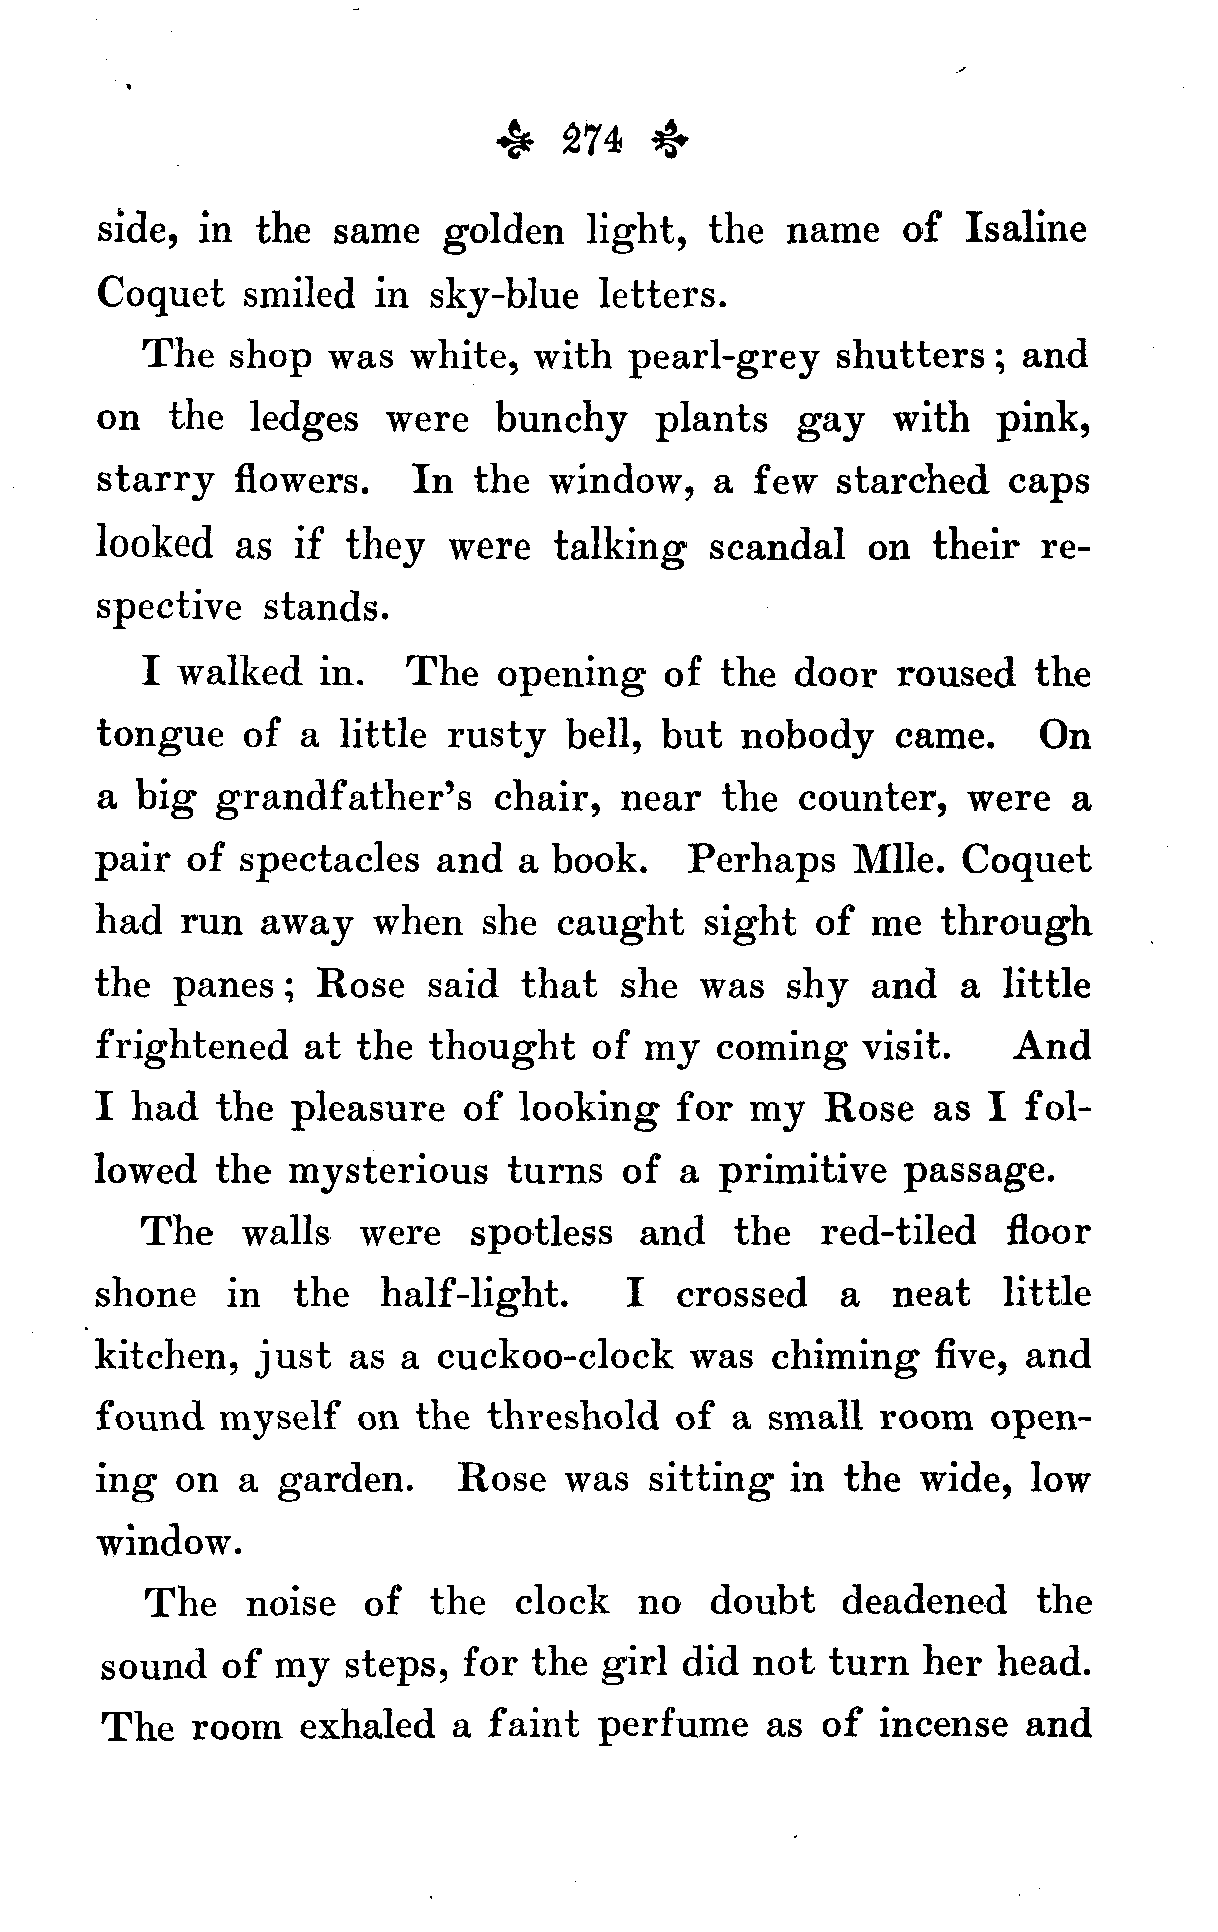 274
side, in the same golden light, the name of Isaline
Coquet smiled in sky-blue letters.
The shop was white, with pearl-grey shutters; and
on the ledges were bunchy plants gay with pink,
starry flowers. In the window, a few starched caps
looked as if they were talking scandal on their re-
spective stands.
I walked in. The opening of the door roused the
tongue of a little rusty bell, but nobody came. On
a big grandfather's chair, near the counter, were a
pair of spectacles and a book. Perhaps Mlle. Coquet
had run away when she caught sight of me through
the panes; Rose said that she was shy and a little
frightened at the thought of my coming visit. And
I had the pleasure of looking for my Rose as I fol-
lowed the mysterious turns of a primitive passage.
The walls were spotless and the red-tiled floor
shone in the half-light. I crossed a neat little
kitchen, just as a cuckoo-clock was chiming five, and
found myself on the threshold of a small room open-
ing on a garden. Rose was sitting in the wide, low
window.
The noise of the clock no doubt deadened the
sound of my steps, for the girl did not turn her head.
The room exhaled a faint perfume as of incense and